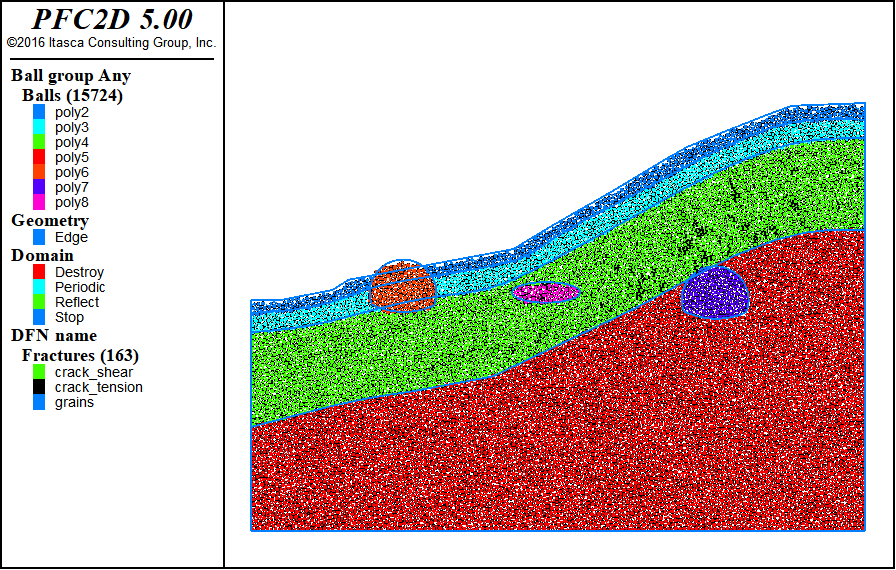 PFC2D 5.00
©2016 Itasca Consulting Group, Inc.
Ball group Any
Balls (15724)
poly2
poly3
poly4
poly5
poly6
poly7
poly8
Geometry
Edge
Domain
Destroy
Periodic
Reflect
Stop
DFN name
Fractures (163)
crack_shear
crack_tension
grains